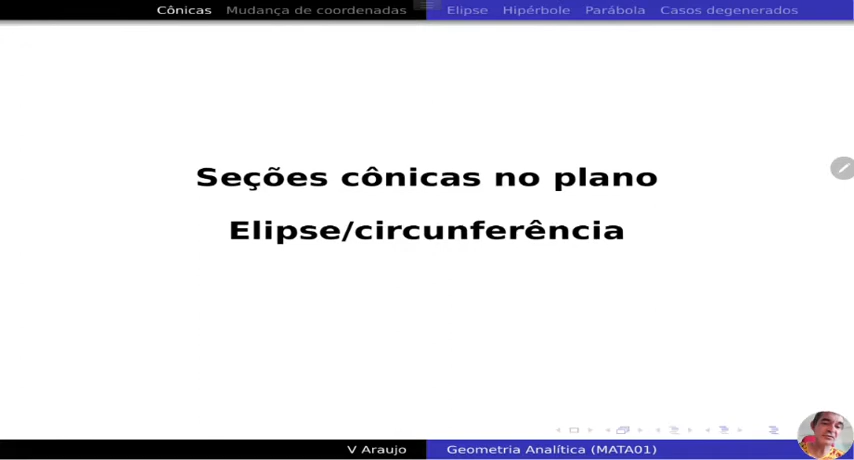 Cônicas Mudança de coordenadas Elipse Hipérbole Parábola Casos degenerados
Seções cônicas no plano
Elipse/circunferência
V Araujo Geometria Analítica (MATA01)